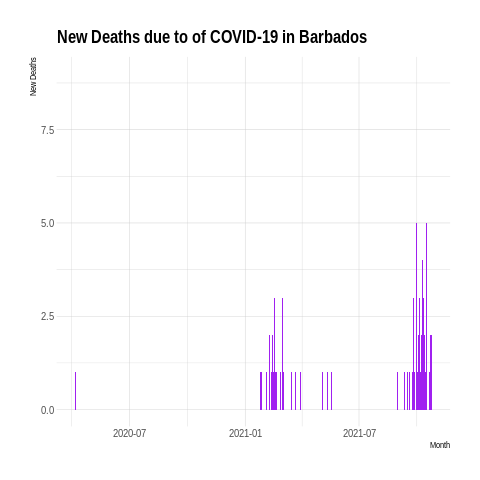 New Deaths due to of COVID-19 in Barbados
New Deaths
7.5
5.0
2.5
0.0
2020-07
2021-01
2021-07
Month